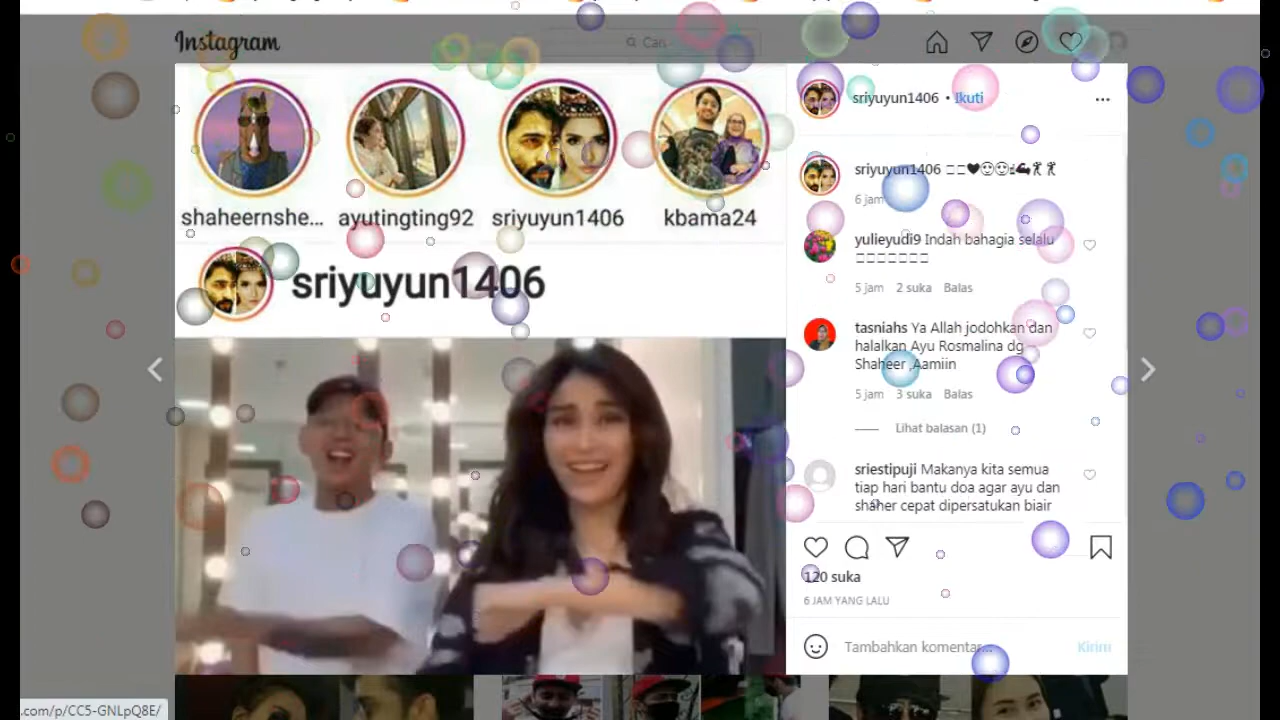 Instagram
Cari
shaheernshe...
ayutingting92
sriyuyun1406
kbama24
sriyuyun1406
sriyuyun1406 • Ikuti
sriyuyun1406
6 jam
yulieyudi9 Indah bahagia selalu
5 jam 2 suka Balas
tasniahs Ya Allah jodohkan dan
halalkan Ayu Rosmalina dg
Shaheer ,Aamiin
5 jam 3 suka Balas
Lihat balasan (1)
sriestipuji Makanya kita semua
tiap hari bantu doa agar ayu dan
shaher cepat dipersatukan biair
120 suka
6 JAM YANG LALU
Tambahkan komentar...
Kirim
.com/p/CC5-GNLpQ8E/